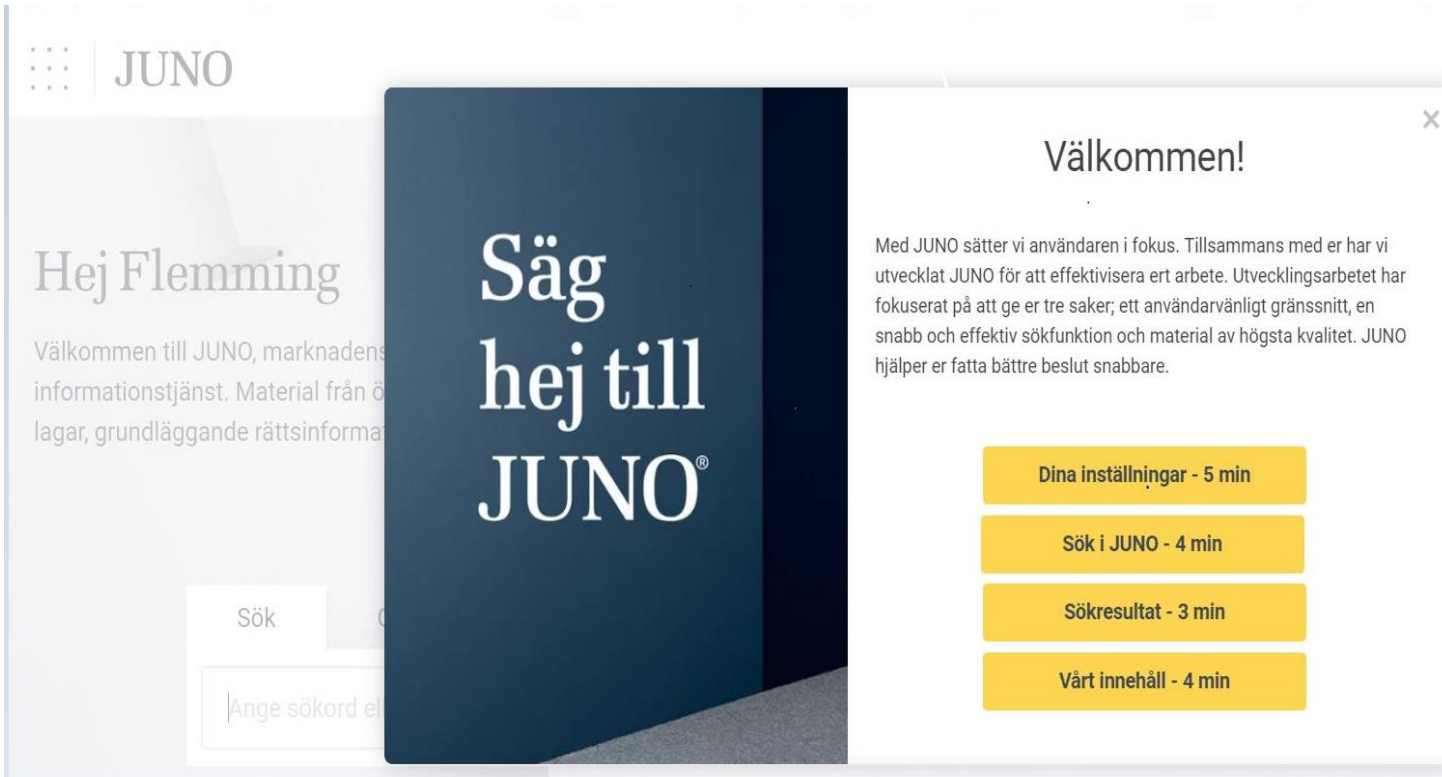 JUNO
Hej Flemming
Välkommen till JUNO, marknadens
informationstjänst. Material från
lagar, grundläggande
Sök
Ange sökord
Säg
hej till
JUNO®
×
Välkommen!
Med JUNO sätter vi användaren i fokus. Tillsammans med er har vi
utvecklat JUNO för att effektivisera ert arbete. Utvecklingsarbetet har
fokuserat på att ge er tre saker; ett användarvänligt gränssnitt, en
snabb och effektiv sökfunktion och material av högsta kvalitet. JUNO
hjälper er fatta bättre beslut snabbare.
Dina inställningar - 5 min
Sök i JUNO - 4 min
Sökresultat - 3 min
Vårt innehåll - 4 min